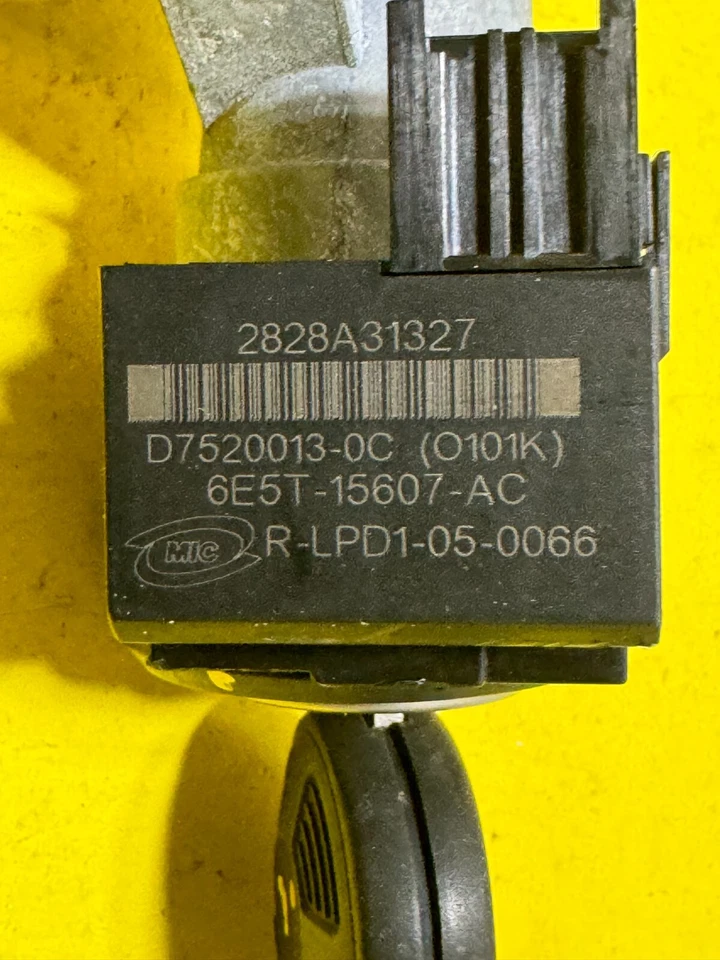 2828A31327
D7520013-0C (O101K)
6E5T-15607-AC
MIC R-LPD1-05-0066